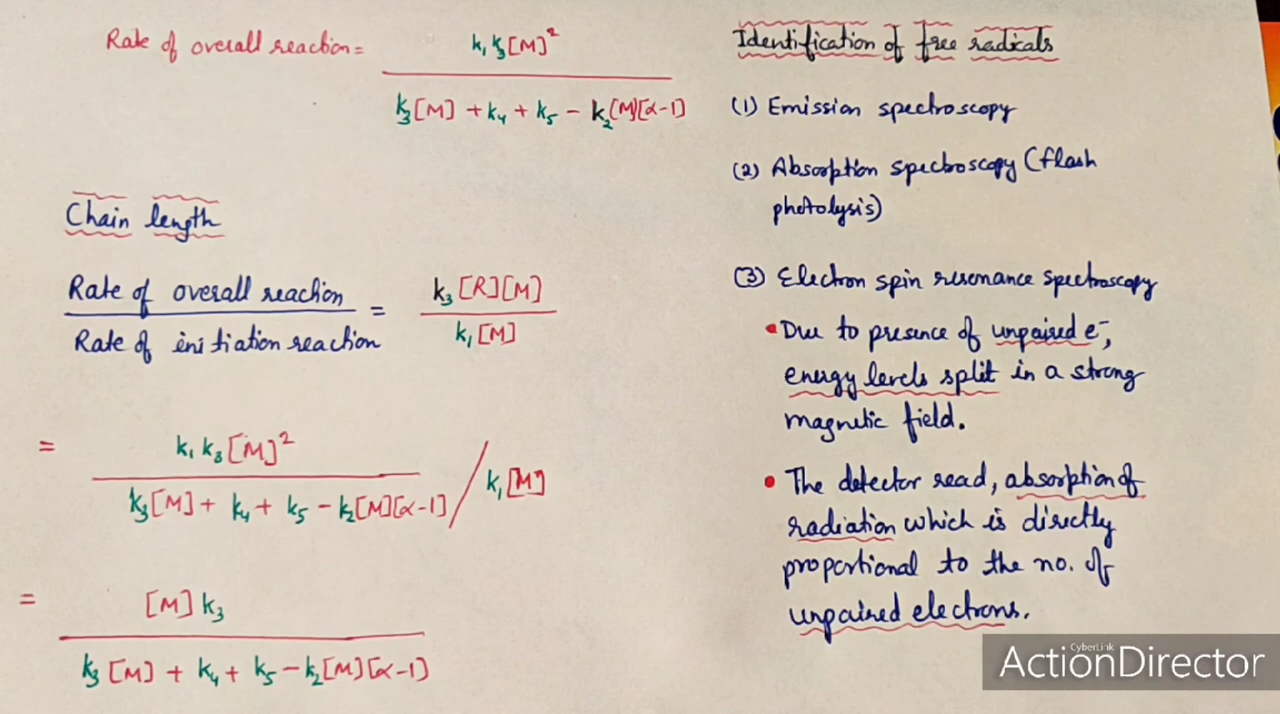 Rate of overall reaction = k₁k₃[M]²
k₃[M] + k₄ + k₅ - k₂[M][α-1]
Chain length
Rate of overall reaction = k₃[R][M]
Rate of initiation reaction k₁[M]
= k₁k₃[M]²
k₃[M] + k₄ + k₅ - k₂[M][α-1] / k₁[M]
= [M]k₃
k₃[M] + k₄ + k₅ - k₂[M][α-1]
Identification of free radicals
(1) Emission spectroscopy
(2) Absorption spectroscopy (flash
photolysis)
(3) Electron spin resonance spectroscopy
• Due to presence of unpaired e⁻,
energy levels split in a strong
magnetic field.
• The detector read, absorption of
radiation which is directly
proportional to the no. of
unpaired electrons.
CyberLink
ActionDirector